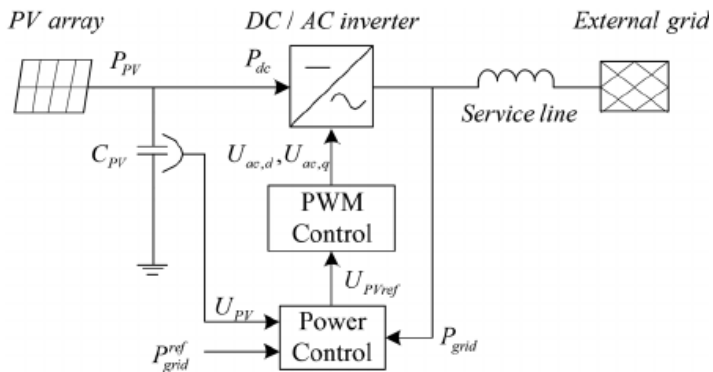 PV array
DC / AC inverter
External grid
P_PV
P_dc
Service line
C_PV
U_ac,d, U_ac,q
PWM
Control
U_PVref
U_PV
Power
Control
P_grid
P_grid^ref